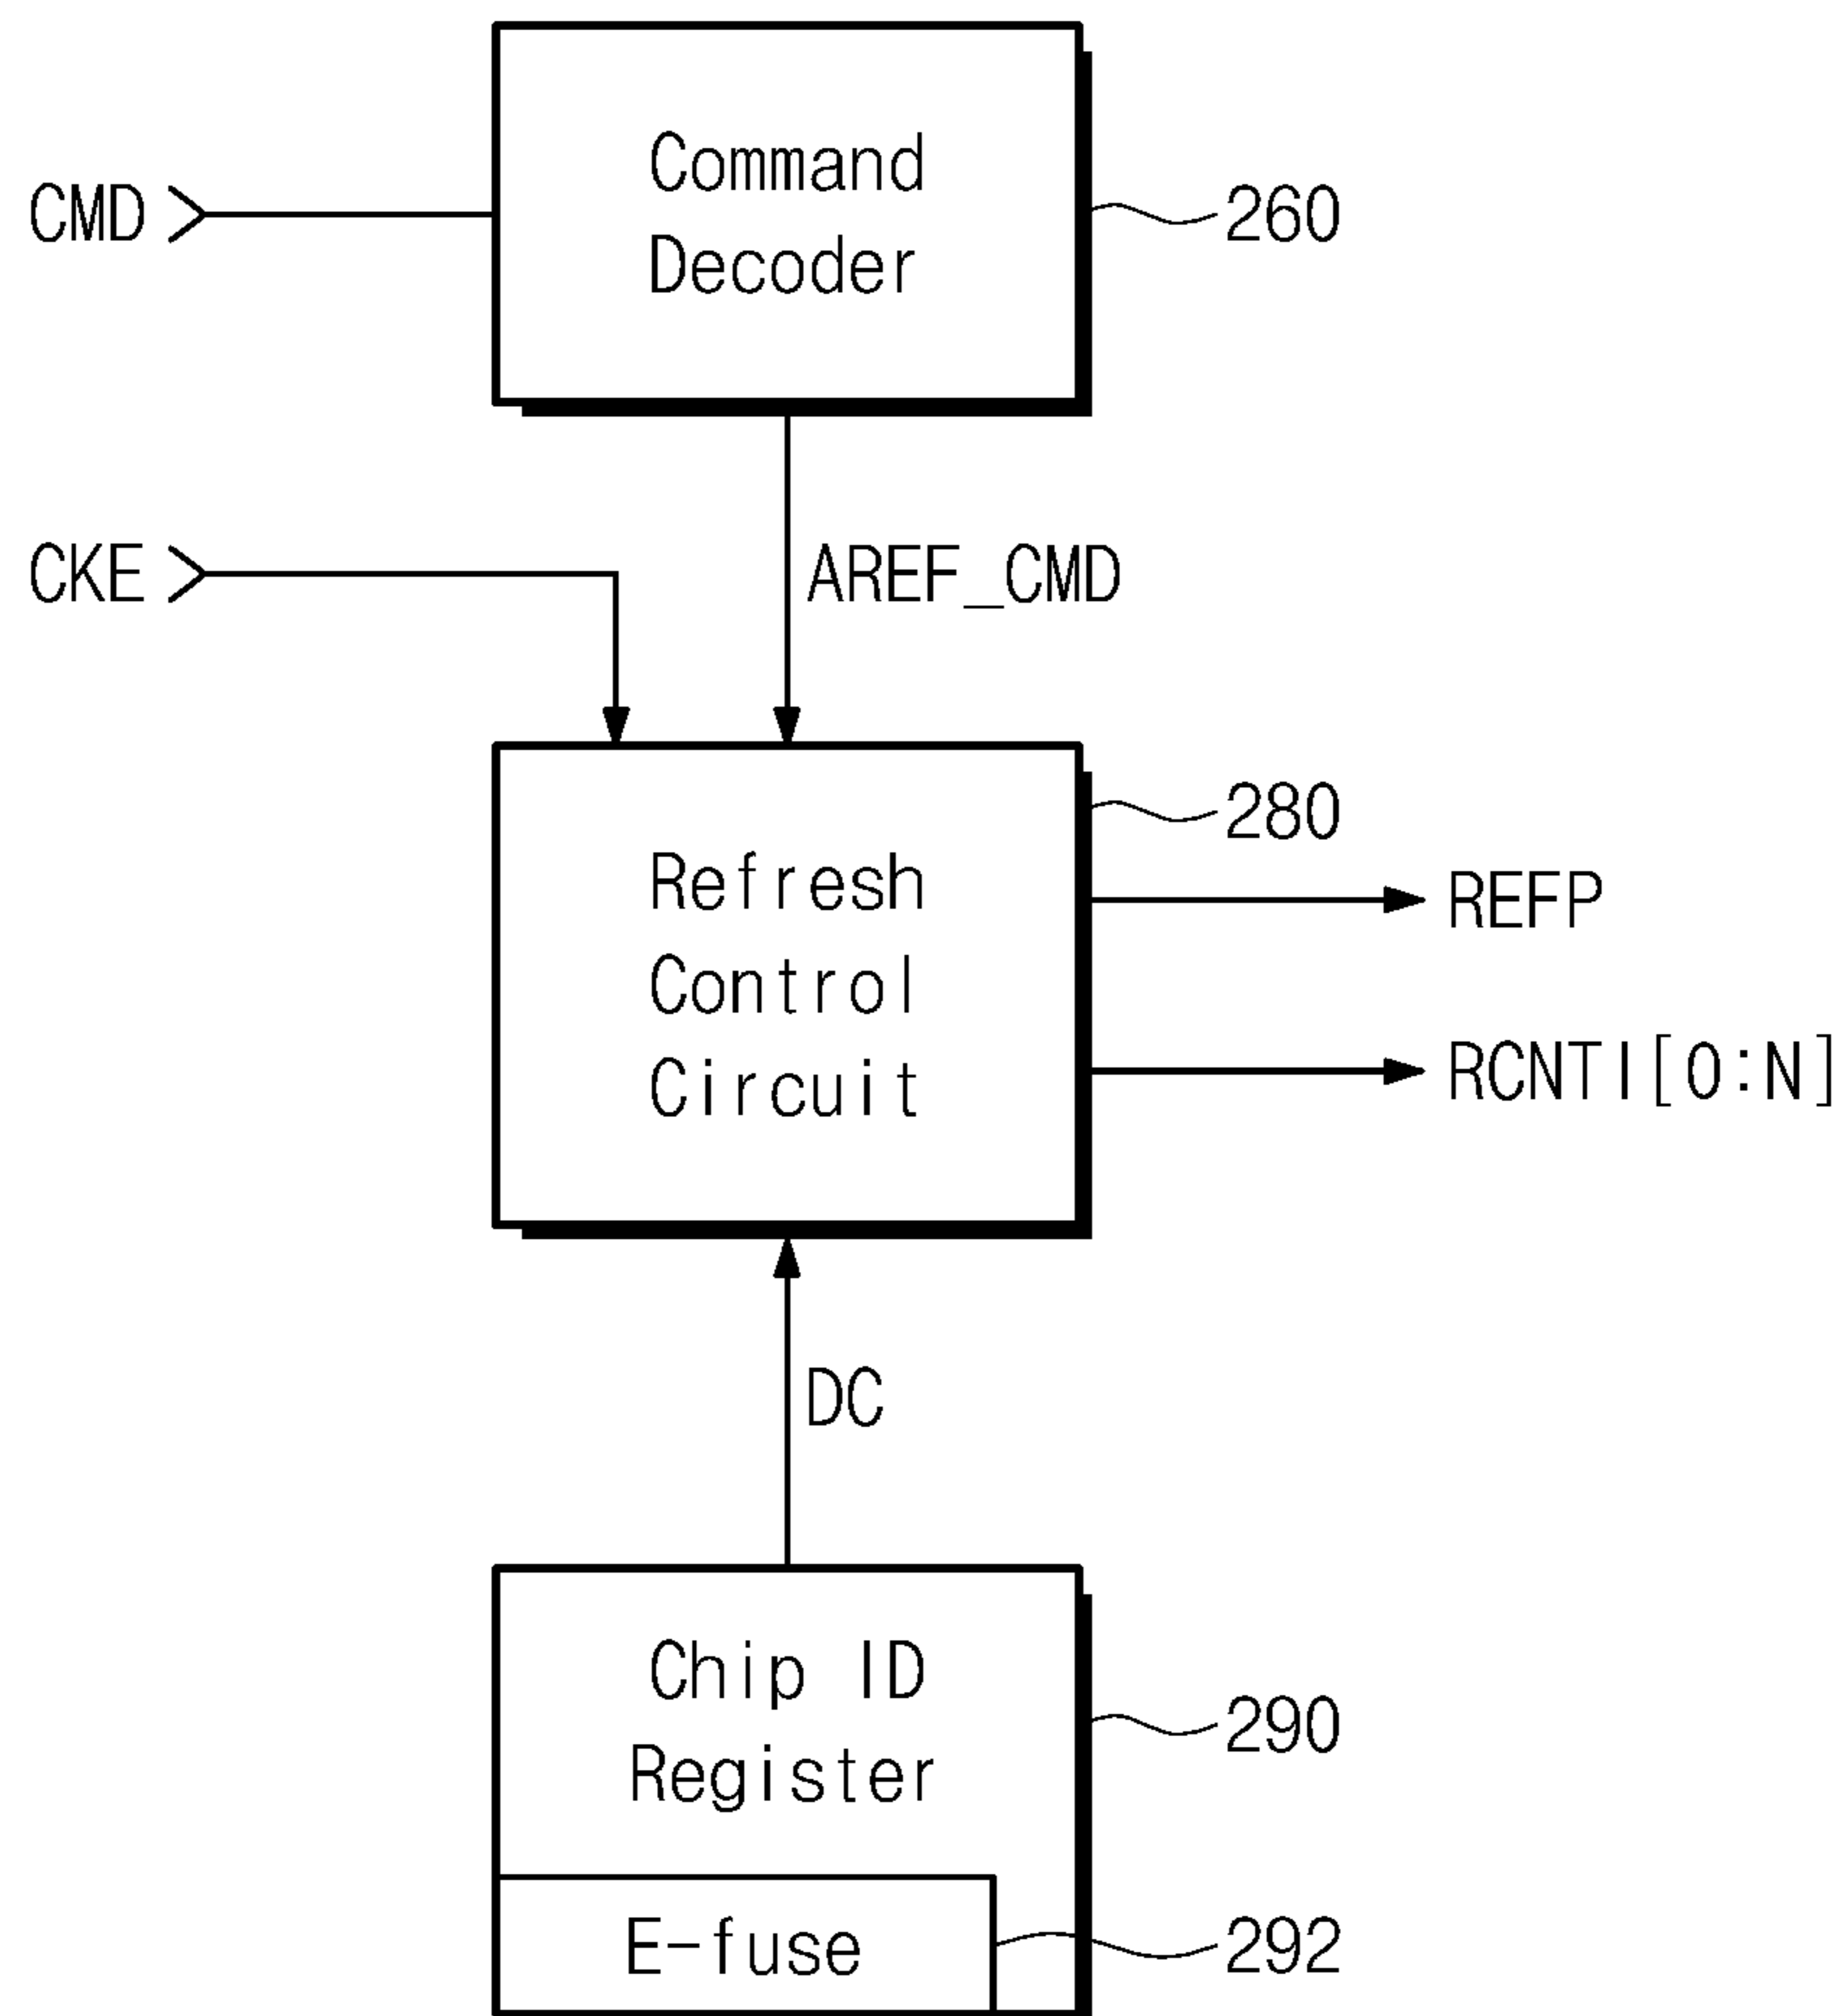 Command
Decoder
CMD
260
CKE
AREF_CMD
280
Refresh
Control
Circuit
REFP
RCNTI[0:N]
DC
Chip ID
Register
290
E-fuse
292